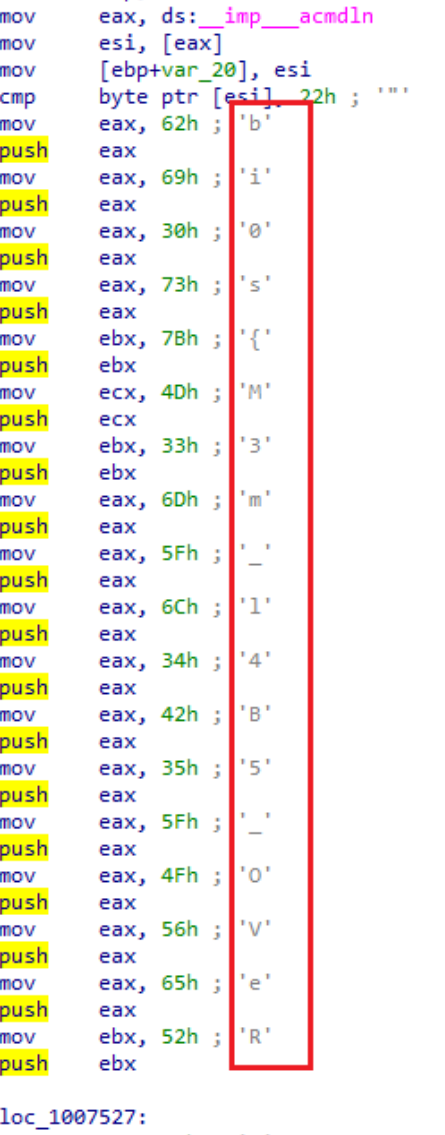 mov eax, ds:__imp___acmdln
mov esi, [eax]
mov [ebp+var_20], esi
cmp byte ptr [esi], 22h ; '"'
mov eax, 62h ; 'b'
push eax
mov eax, 69h ; 'i'
push eax
mov eax, 30h ; '0'
push eax
mov eax, 73h ; 's'
push eax
mov ebx, 7Bh ; '{'
push ebx
mov ecx, 4Dh ; 'M'
push ecx
mov ebx, 33h ; '3'
push ebx
mov eax, 6Dh ; 'm'
push eax
mov eax, 5Fh ; '_'
push eax
mov eax, 6Ch ; 'l'
push eax
mov eax, 34h ; '4'
push eax
mov eax, 42h ; 'B'
push eax
mov eax, 35h ; '5'
push eax
mov eax, 5Fh ; '_'
push eax
mov eax, 4Fh ; 'O'
push eax
mov eax, 56h ; 'V'
push eax
mov eax, 65h ; 'e'
push eax
mov ebx, 52h ; 'R'
push ebx
loc_1007527: